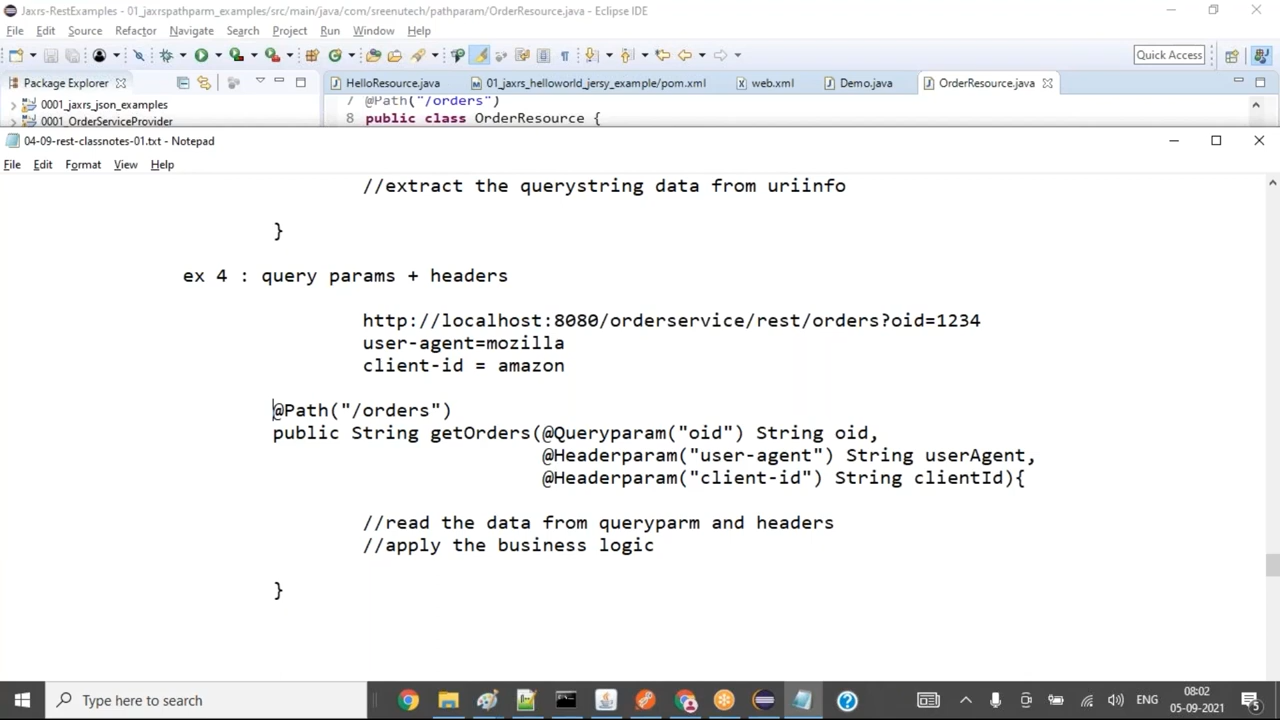 Jaxrs-RestExamples - 01_jaxrspathparm_examples/src/main/java/com/sreenutech/pathparam/OrderResource.java - Eclipse IDE
File Edit Source Refactor Navigate Search Project Run Window Help
Quick Access
Package Explorer
HelloResource.java 01_jaxrs_helloworld_jersy_example/pom.xml web.xml Demo.java OrderResource.java
0001_jaxrs_json_examples
0001_OrderServiceProvider
7 @Path("/orders")
8 public class OrderResource {
04-09-rest-classnotes-01.txt - Notepad
File Edit Format View Help
//extract the querystring data from uriinfo
}
ex 4 : query params + headers
http://localhost:8080/orderservice/rest/orders?oid=1234
user-agent=mozilla
client-id = amazon
@Path("/orders")
public String getOrders(@Queryparam("oid") String oid,
@Headerparam("user-agent") String userAgent,
@Headerparam("client-id") String clientId){
//read the data from queryparm and headers
//apply the business logic
}
Type here to search
ENG
08:02
05-09-2021
5